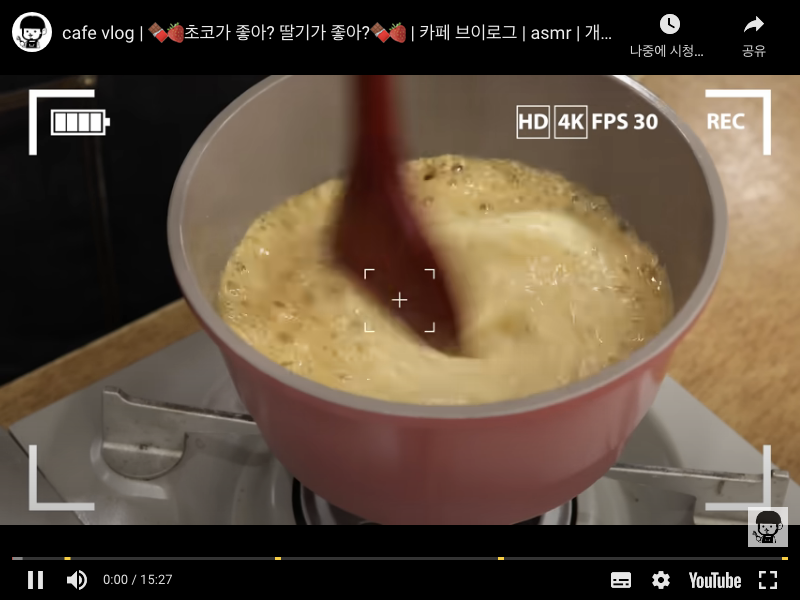 cafe vlog | 🍫🍓초코가 좋아? 딸기가 좋아?🍫🍓 | 카페 브이로그 | asmr | 개...
나중에 시청...
공유
HD 4K FPS 30 REC
0:00 / 15:27
YouTube